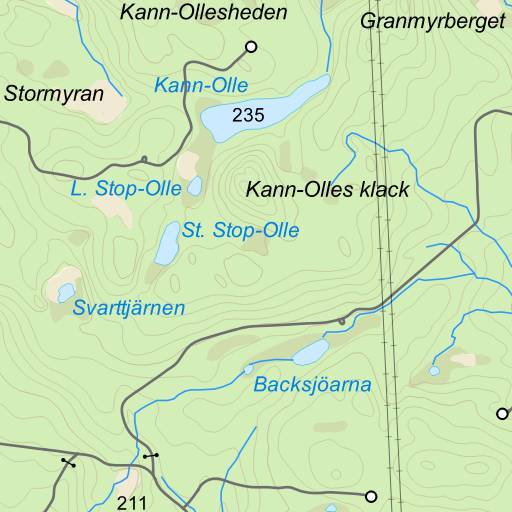 Kann-Ollesheden
Granmyrberget
Kann-Olle
Stormyran
235
L. Stop-Olle
Kann-Olles klack
St. Stop-Olle
Svarttjärnen
Backsjöarna
211